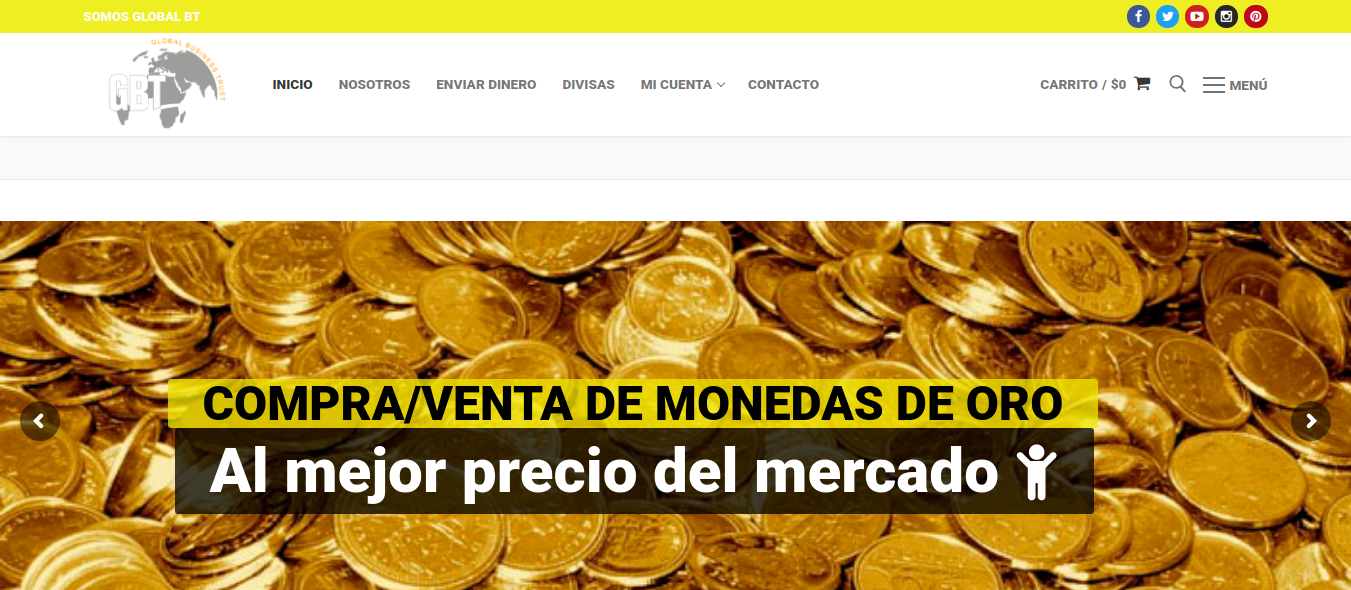 SOMOS GLOBAL BT
GLOBAL BUSINESS TRUST
GBT
INICIO NOSOTROS ENVIAR DINERO DIVISAS MI CUENTA CONTACTO CARRITO / $0 MENÚ
COMPRA/VENTA DE MONEDAS DE ORO
Al mejor precio del mercado